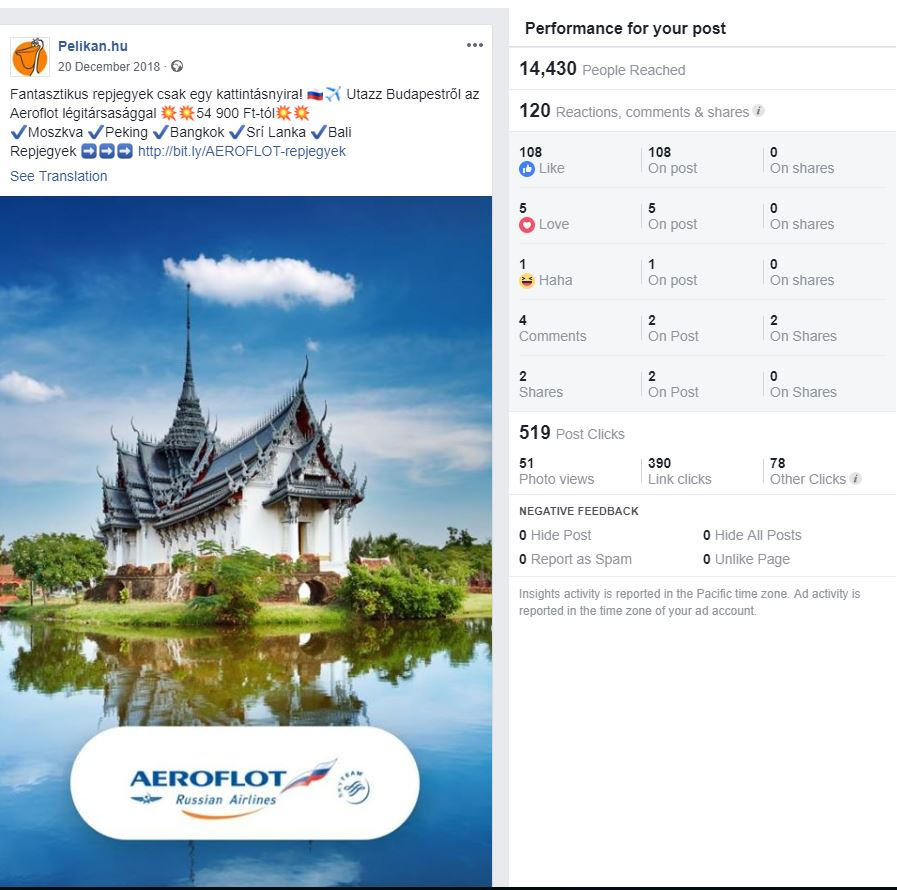 Pelikan.hu
20 December 2018 ·
Fantasztikus repjegyek csak egy kattintásnyira! 🇷🇺✈️ Utazz Budapestről az
Aeroflot légitársasággal 💥💥54 900 Ft-tól💥💥
✔Moszkva ✔Peking ✔Bangkok ✔Srí Lanka ✔Bali
Repjegyek ➡️➡️➡️ http://bit.ly/AEROFLOT-repjegyek
See Translation
AEROFLOT
Russian Airlines
SKYTEAM
Performance for your post
14,430 People Reached
120 Reactions, comments & shares
108 108 0
Like On post On shares
5 5 0
Love On post On shares
1 1 0
Haha On post On shares
4 2 2
Comments On Post On Shares
2 2 0
Shares On Post On Shares
519 Post Clicks
51 390 78
Photo views Link clicks Other Clicks
NEGATIVE FEEDBACK
0 Hide Post 0 Hide All Posts
0 Report as Spam 0 Unlike Page
Insights activity is reported in the Pacific time zone. Ad activity is
reported in the time zone of your ad account.